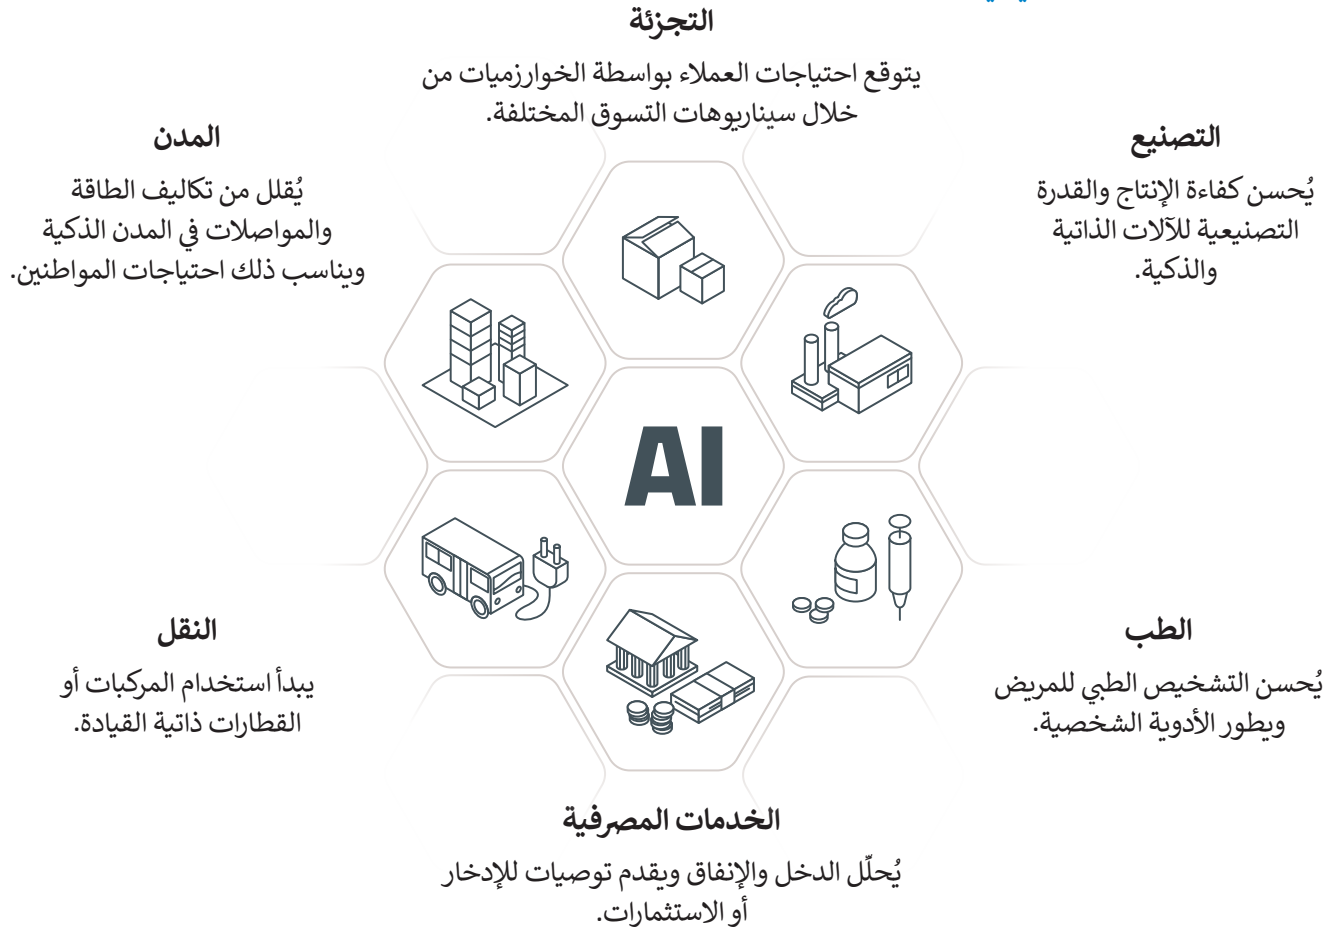 التجزئة
يتوقع احتياجات العملاء بواسطة الخوارزميات من
خلال سيناريوهات التسوق المختلفة.
التصنيع
يُحسن كفاءة الإنتاج والقدرة
التصنيعية للآلات الذاتية
والذكية.
المدن
يُقلل من تكاليف الطاقة
والمواصلات في المدن الذكية
ويناسب ذلك احتياجات المواطنين.
AI
الطب
يُحسن التشخيص الطبي للمريض
ويطور الأدوية الشخصية.
النقل
يبدأ استخدام المركبات أو
القطارات ذاتية القيادة.
الخدمات المصرفية
يُحلّل الدخل والإنفاق ويقدم توصيات للإدخار
أو الاستثمارات.